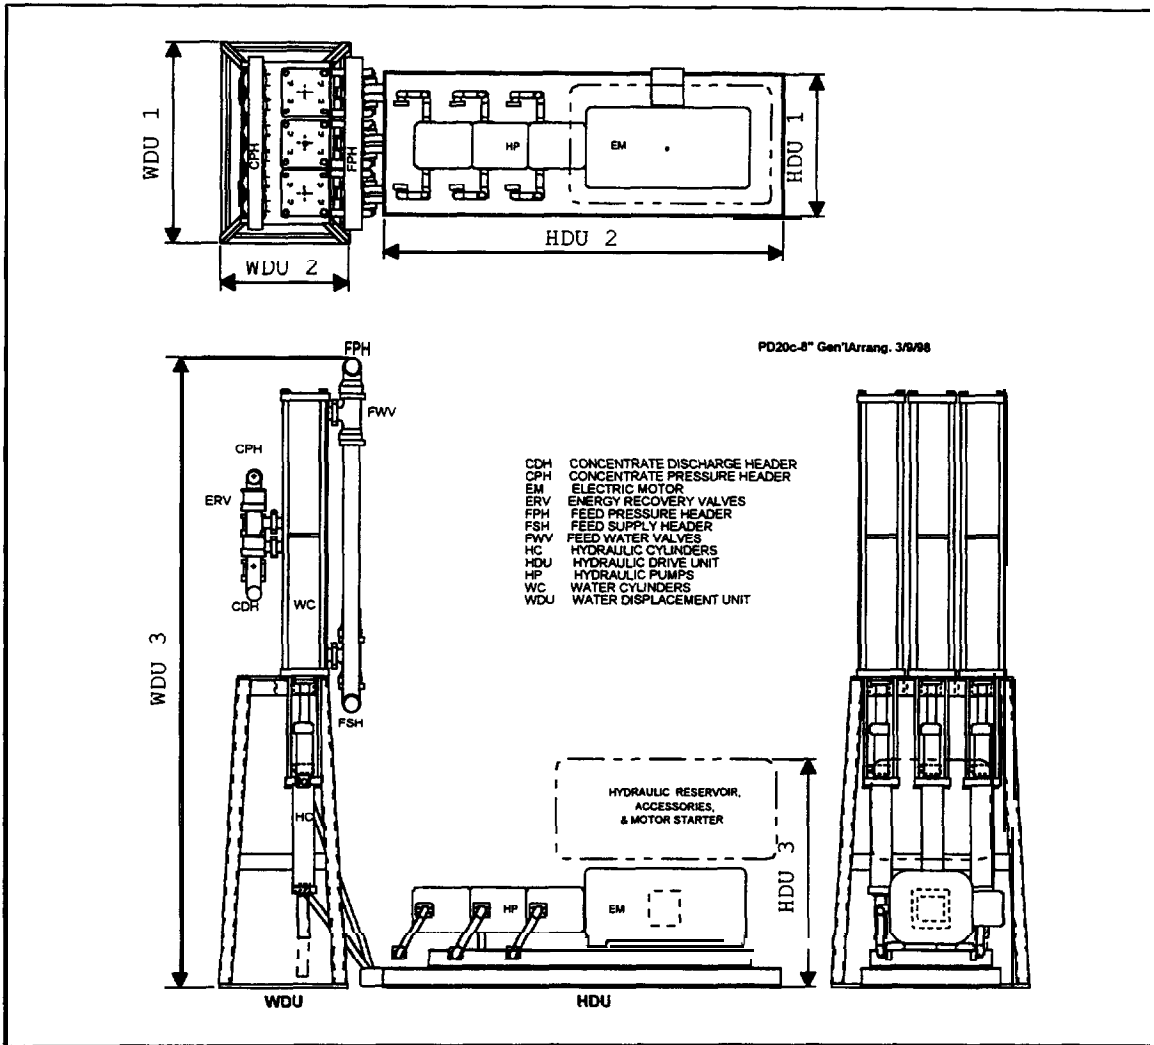 WDU 1
CPH
FPH
HP
EM
HDU 1
HDU 2
WDU 2
PD20c-8" Gen'lArrang. 3/9/98
FPH
FWV
CPH
ERV
CDH
WC
WDU 3
FSH
CDH CONCENTRATE DISCHARGE HEADER
CPH CONCENTRATE PRESSURE HEADER
EM ELECTRIC MOTOR
ERV ENERGY RECOVERY VALVES
FPH FEED PRESSURE HEADER
FSH FEED SUPPLY HEADER
FWV FEED WATER VALVES
HC HYDRAULIC CYLINDERS
HDU HYDRAULIC DRIVE UNIT
HP HYDRAULIC PUMPS
WC WATER CYLINDERS
WDU WATER DISPLACEMENT UNIT
HYDRAULIC RESERVOIR,
ACCESSORIES,
& MOTOR STARTER
HC
HDU 3
HP
EM
WDU
HDU